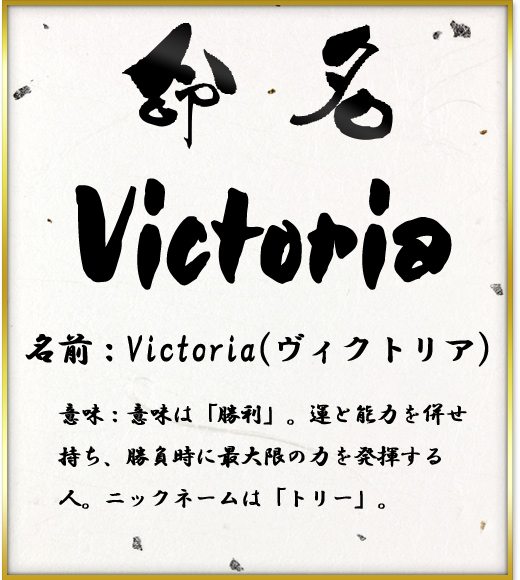 命名
Victoria
名前：Victoria(ヴィクトリア)
意味：意味は「勝利」。運と能力を併せ
持ち、勝負時に最大限の力を発揮する
人。ニックネームは「トリー」。